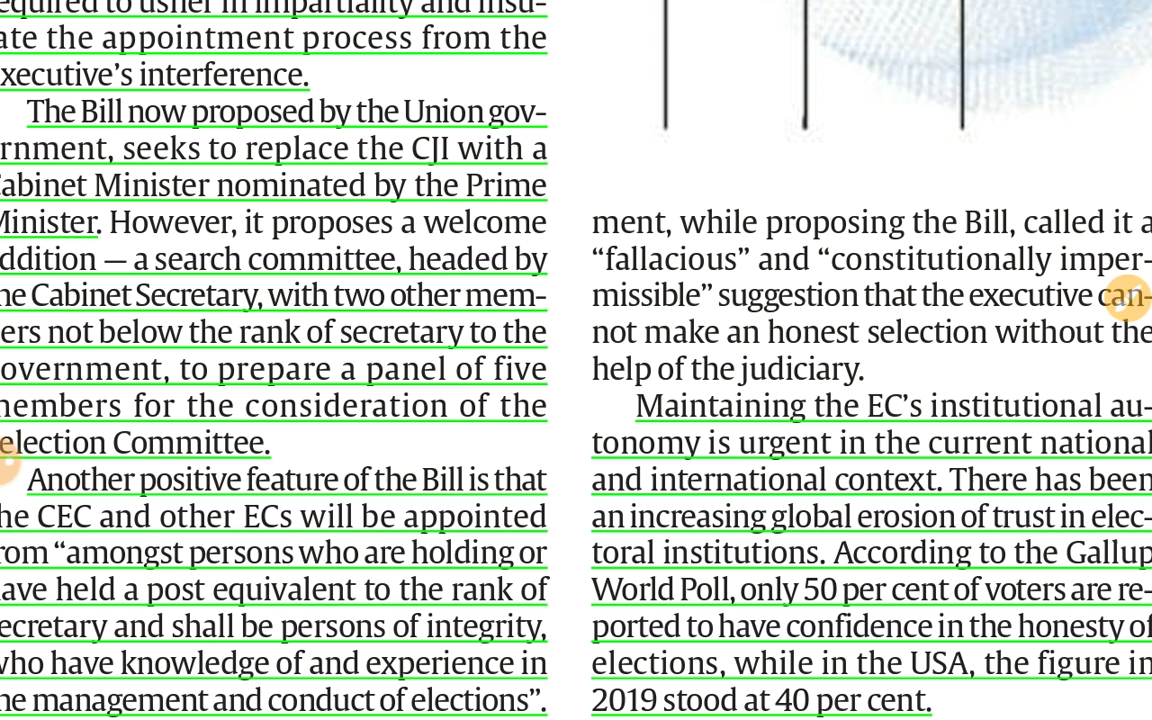 equired to usher in impartiality and insu-
ate the appointment process from the
xecutive's interference.
The Bill now proposed by the Union gov-
rnment, seeks to replace the CJI with a
abinet Minister nominated by the Prime
Minister. However, it proposes a welcome
ddition — a search committee, headed by
he Cabinet Secretary, with two other mem-
ers not below the rank of secretary to the
overnment, to prepare a panel of five
members for the consideration of the
election Committee.
Another positive feature of the Bill is that
he CEC and other ECs will be appointed
rom “amongst persons who are holding or
ave held a post equivalent to the rank of
ecretary and shall be persons of integrity,
who have knowledge of and experience in
he management and conduct of elections”.
ment, while proposing the Bill, called it a
“fallacious” and “constitutionally imper-
missible” suggestion that the executive can-
not make an honest selection without the
help of the judiciary.
Maintaining the EC’s institutional au-
tonomy is urgent in the current national
and international context. There has been
an increasing global erosion of trust in elec-
toral institutions. According to the Gallup
World Poll, only 50 per cent of voters are re-
ported to have confidence in the honesty of
elections, while in the USA, the figure in
2019 stood at 40 per cent.